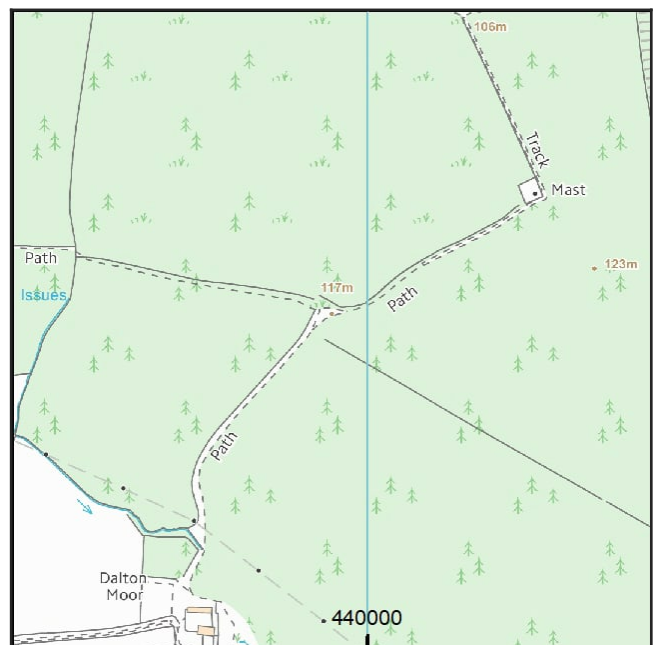 106m
Track
Mast
Path
123m
Issues
117m
Path
Path
Dalton
Moor
440000